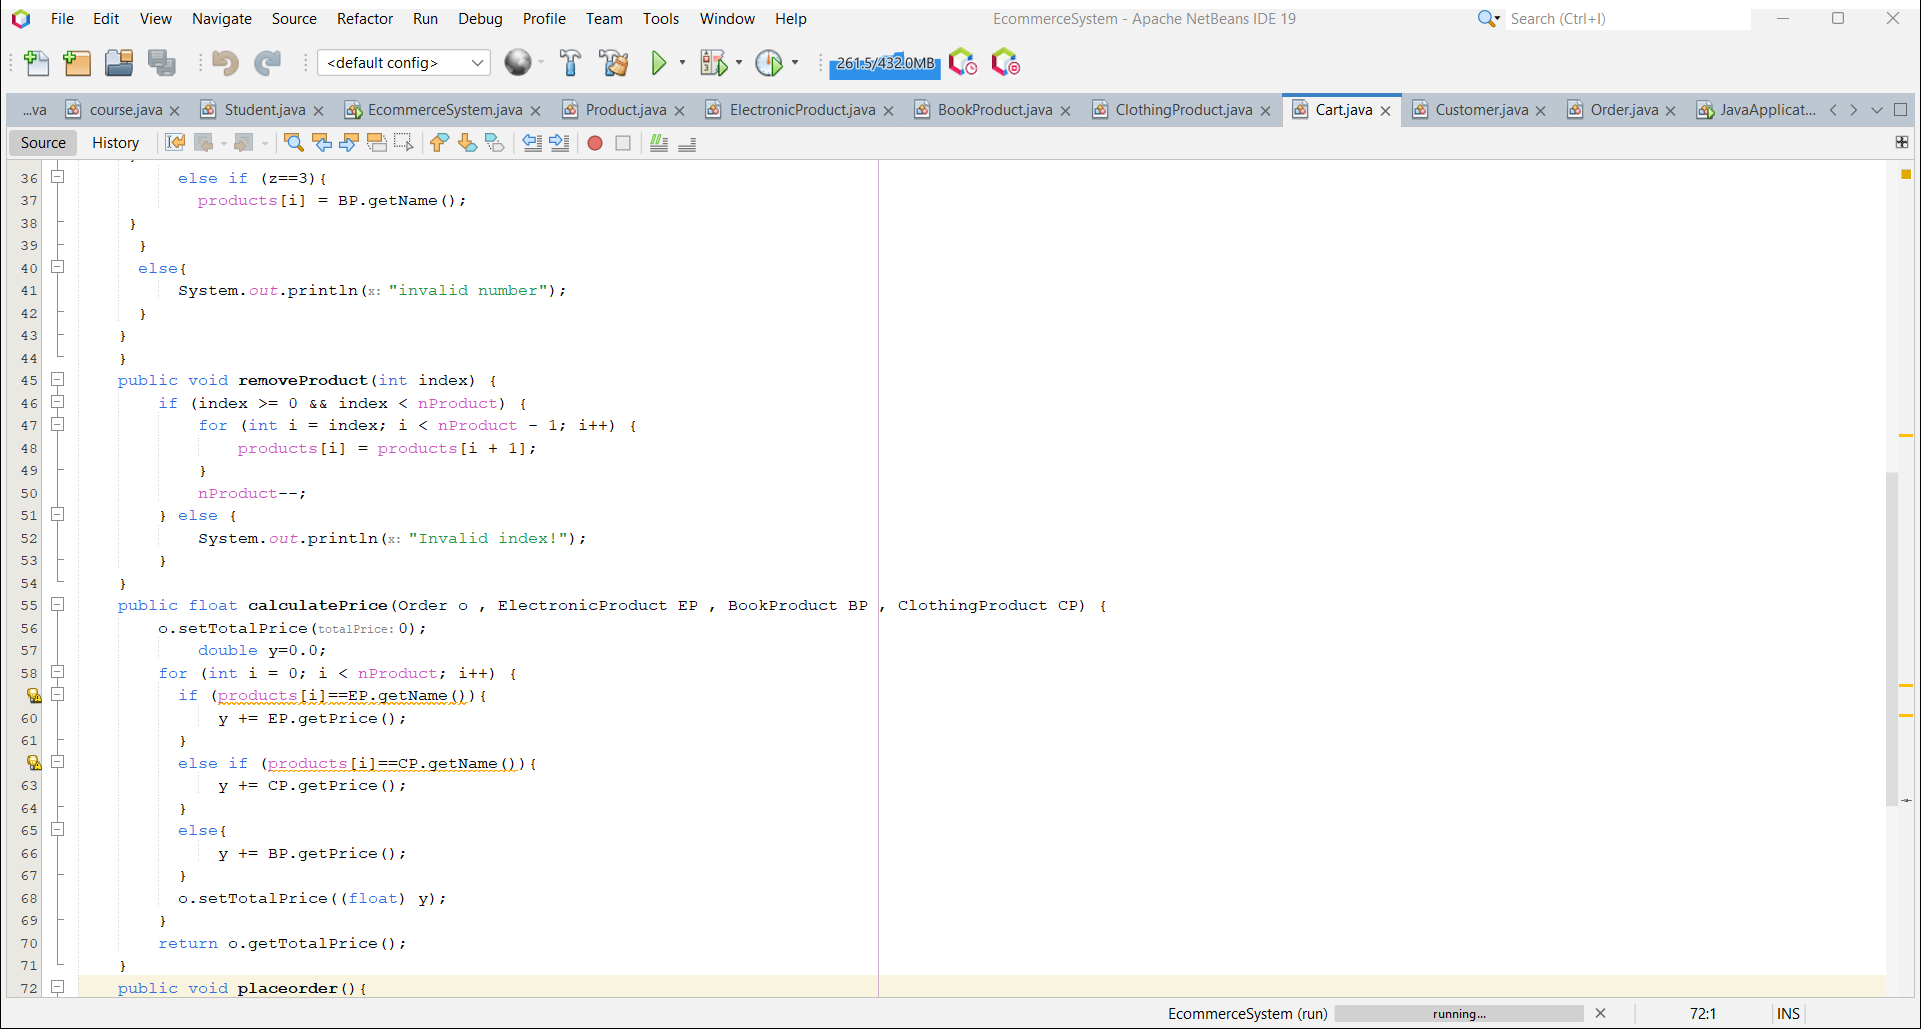 File Edit View Navigate Source Refactor Run Debug Profile Team Tools Window Help EcommerceSystem - Apache NetBeans IDE 19 Search (Ctrl+I)
<default config> 261.5/432.0MB
...va course.java Student.java EcommerceSystem.java Product.java ElectronicProduct.java BookProduct.java ClothingProduct.java Cart.java Customer.java Order.java JavaApplicat...
Source History
36 else if (z==3){
37 products[i] = BP.getName();
38 }
39 }
40 else{
41 System.out.println(x: "invalid number");
42 }
43 }
44 }
45 public void removeProduct(int index) {
46 if (index >= 0 && index < nProduct) {
47 for (int i = index; i < nProduct - 1; i++) {
48 products[i] = products[i + 1];
49 }
50 nProduct--;
51 } else {
52 System.out.println(x: "Invalid index!");
53 }
54 }
55 public float calculatePrice(Order o , ElectronicProduct EP , BookProduct BP , ClothingProduct CP) {
56 o.setTotalPrice(totalPrice: 0);
57 double y=0.0;
58 for (int i = 0; i < nProduct; i++) {
if (products[i]==EP.getName()){
60 y += EP.getPrice();
61 }
else if (products[i]==CP.getName()){
63 y += CP.getPrice();
64 }
65 else{
66 y += BP.getPrice();
67 }
68 o.setTotalPrice((float) y);
69 }
70 return o.getTotalPrice();
71 }
72 public void placeorder(){
EcommerceSystem (run) running... 72:1 INS